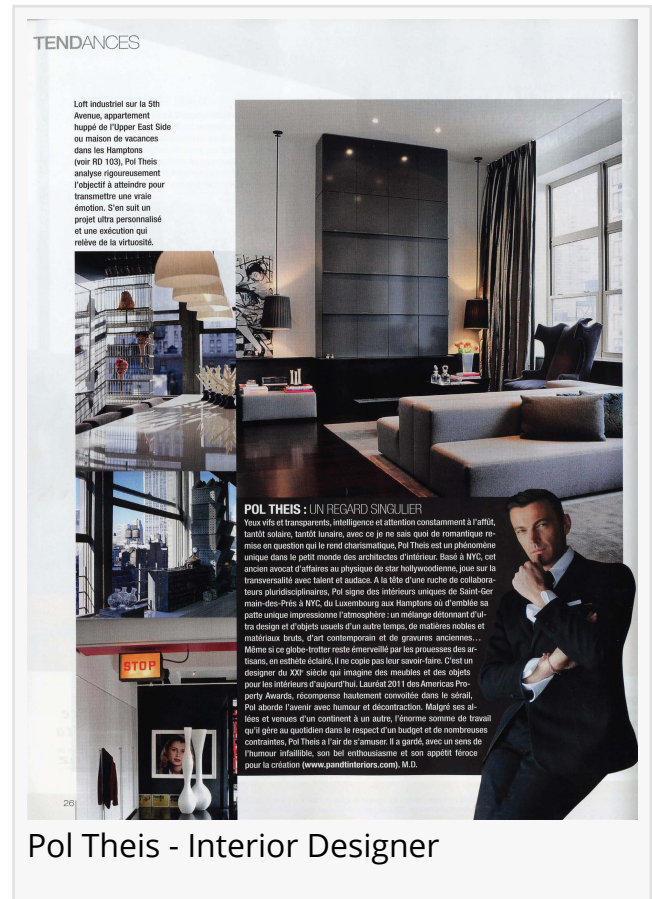 TENDANCES
Loft industriel sur la 5th
Avenue, appartement
huppé de l'Upper East Side
ou maison de vacances
dans les Hamptons
(voir RD 103), Pol Theis
analyse rigoureusement
l'objectif à atteindre pour
transmettre une vraie
émotion. S'en suit un
projet ultra personnalisé
et une exécution qui
relève de la virtuosité.
POL THEIS : UN REGARD SINGULIER
Yeux vifs et transparents, intelligence et attention constamment à l'affût,
tantôt solaire, tantôt lunaire, avec ce je ne sais quoi de romantique re-
mise en question qui le rend charismatique, Pol Theis est un phénomène
unique dans le petit monde des architectes d'intérieur. Basé à NYC, cet
ancien avocat d'affaires au physique de star hollywoodienne, joue sur la
transversalité avec talent et audace. A la tête d'une ruche de collabora-
teurs pluridisciplinaires, Pol signe des intérieurs uniques de Saint-Ger
main-des-Prés à NYC, du Luxembourg aux Hamptons où d'emblée sa
patte unique impressionne l'atmosphère : un mélange détonnant d'ul-
tra design et d'objets usuels d'un autre temps, de matières nobles et
matériaux bruts, d'art contemporain et de gravures anciennes...
Même si ce globe-trotter reste émerveillé par les prouesses des ar-
tisans, en esthète éclairé, il ne copie pas leur savoir-faire. C'est un
designer du XXIe siècle qui imagine des meubles et des objets
pour les intérieurs d'aujourd'hui. Lauréat 2011 des Americas Pro-
perty Awards, récompense hautement convoitée dans le sérail,
Pol aborde l'avenir avec humour et décontraction. Malgré ses al-
lées et venues d'un continent à un autre, l'énorme somme de travail
qu'il gère au quotidien dans le respect d'un budget et de nombreuses
contraintes, Pol Theis a l'air de s'amuser. Il a gardé, avec un sens de
l'humour infaillible, son bel enthousiasme et son appétit féroce
pour la création (www.pandtinteriors.com). M.D.
STOP
26
Pol Theis - Interior Designer